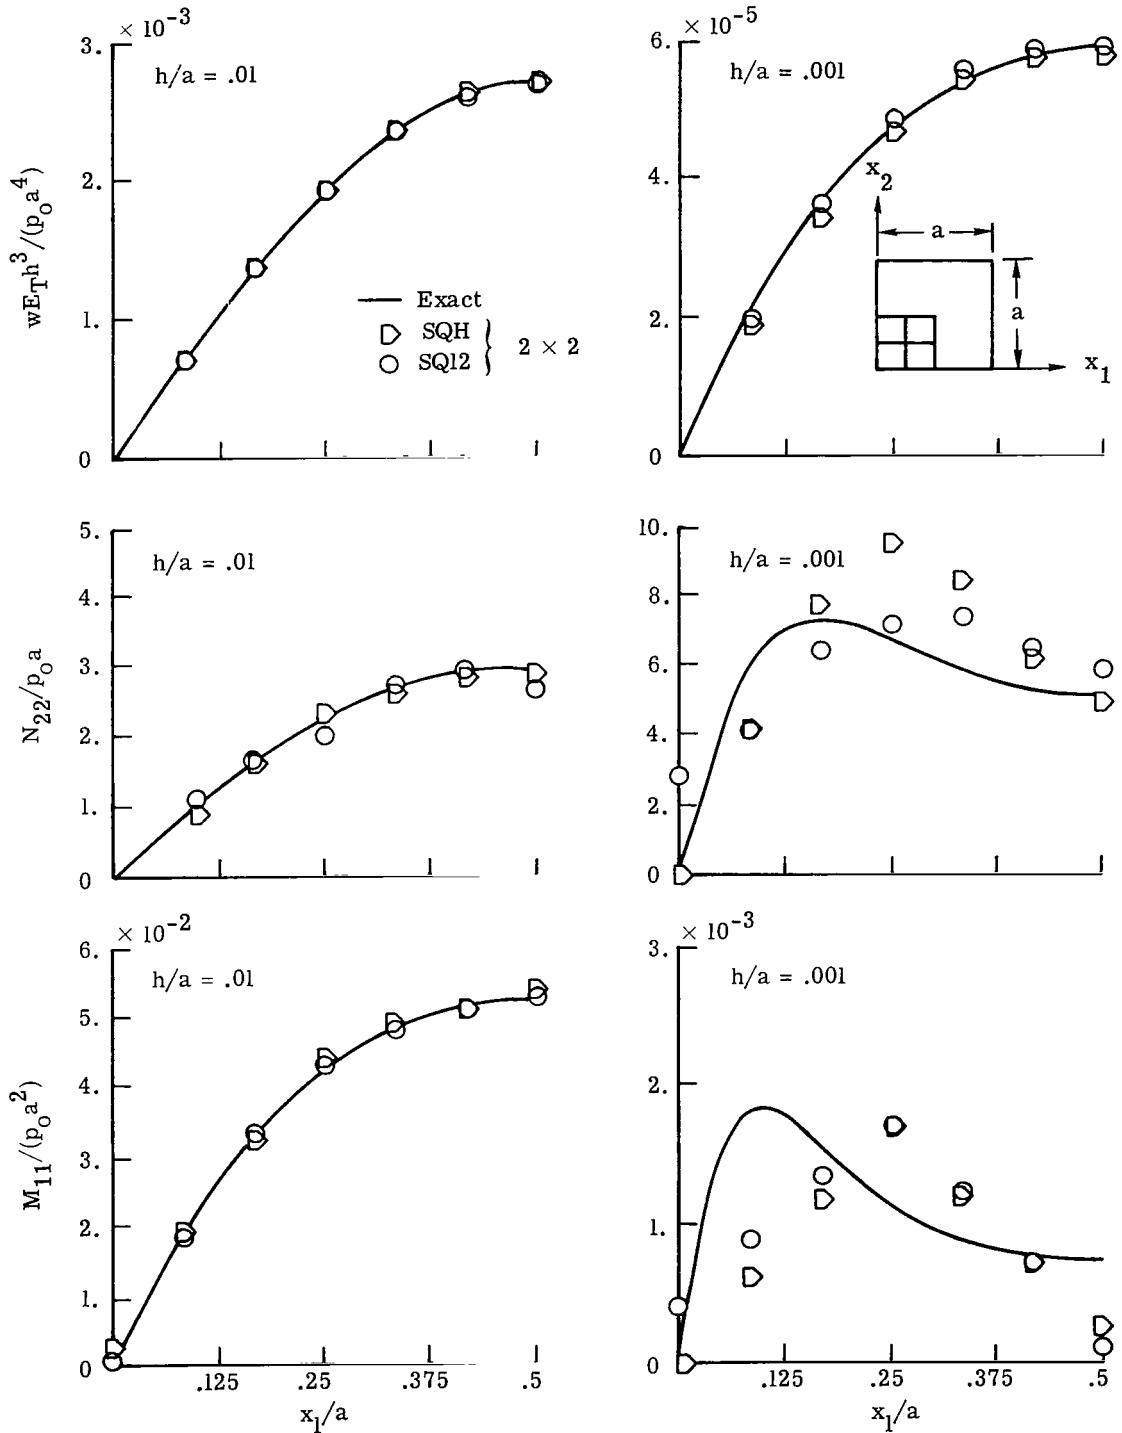 × 10⁻³
3.
h/a = .01
2.
wE_Th³/(p_oa⁴)
1.
0
Exact
SQH
SQ12
2 × 2
× 10⁻⁵
6.
h/a = .001
4.
2.
0
x₂
a
a
x₁
5.
h/a = .01
4.
3.
N₂₂/p_oa
2.
1.
0
10.
h/a = .001
8.
6.
4.
2.
0
× 10⁻²
6.
h/a = .01
5.
4.
M₁₁/(p_oa²)
3.
2.
1.
0
.125 .25 .375 .5
x₁/a
× 10⁻³
3.
h/a = .001
2.
1.
0
.125 .25 .375 .5
x₁/a